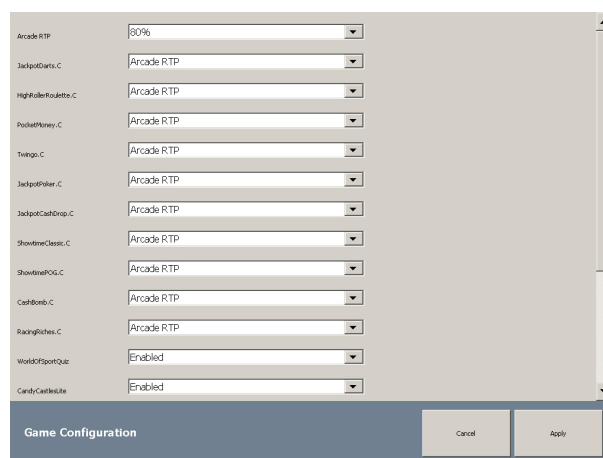 Arcade RTP 80%
JackpotDarts.C Arcade RTP
HighRollerRoulette.C Arcade RTP
PocketMoney.C Arcade RTP
Twingo.C Arcade RTP
JackpotPoker.C Arcade RTP
JackpotCashDrop.C Arcade RTP
ShowtimeClassic.C Arcade RTP
ShowtimePOG.C Arcade RTP
CashBomb.C Arcade RTP
RacingRiches.C Arcade RTP
WorldOfSportQuiz Enabled
CandyCastlesLite Enabled
Game Configuration Cancel Apply